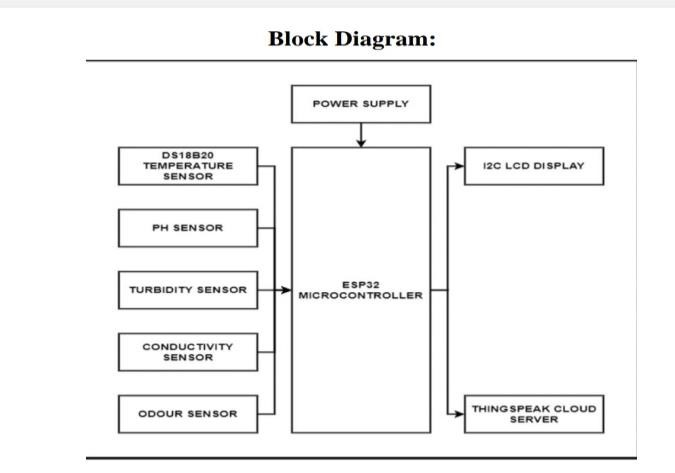 Block Diagram:
POWER SUPPLY
DS18B20
TEMPERATURE
SENSOR
PH SENSOR
TURBIDITY SENSOR
CONDUCTIVITY
SENSOR
ODOUR SENSOR
ESP32
MICROCONTROLLER
I2C LCD DISPLAY
THINGSPEAK CLOUD
SERVER